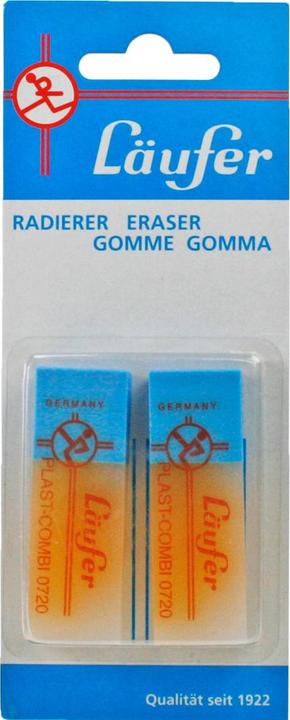 Läufer
RADIERER ERASER
GOMME GOMMA
GERMANY
Läufer
PLAST-COMBI 0720
GERMANY
Läufer
PLAST-COMBI 0720
Qualität seit 1922